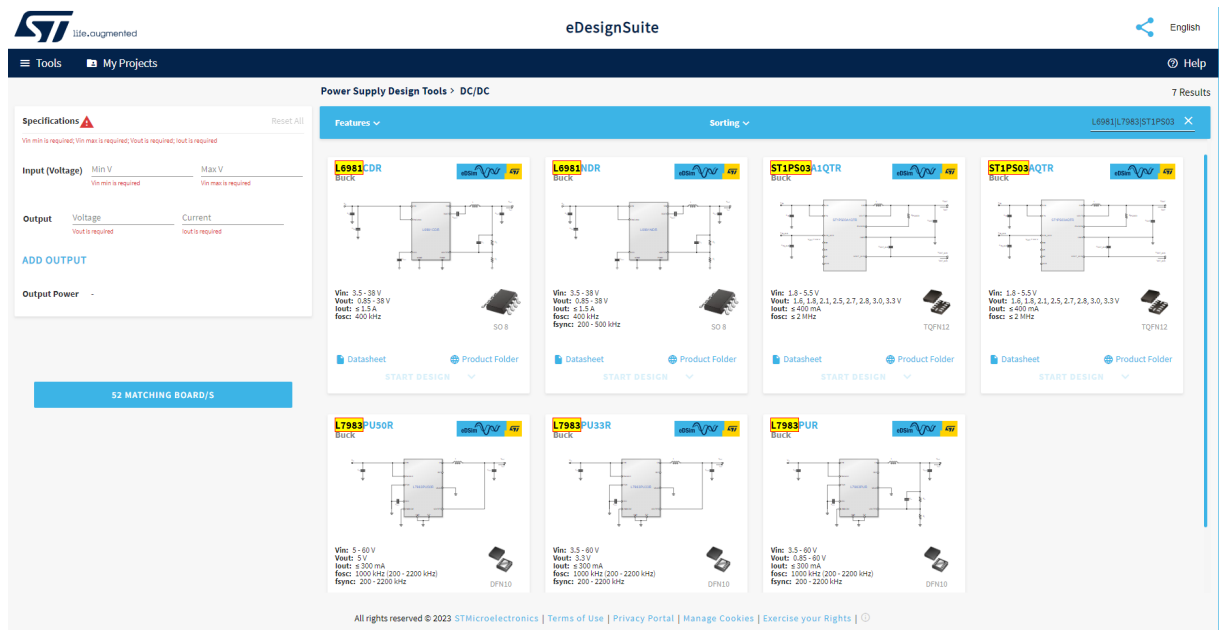 ST life.augmented
eDesignSuite
English
Tools
My Projects
Help
Power Supply Design Tools > DC/DC
7 Results
Specifications
Reset All
Vin min is required; Vin max is required; Vout is required; Iout is required
Input (Voltage)
Min V
Max V
Vin min is required
Vin max is required
Output
Voltage
Current
Vout is required
Iout is required
ADD OUTPUT
Output Power -
52 MATCHING BOARD/S
Features
Sorting
L6981|L7983|ST1PS03
L6981CDR
Buck
eDSim
Vin: 3.5 - 38 V
Vout: 0.85 - 38 V
Iout: ≤ 1.5 A
fosc: 400 kHz
SO 8
Datasheet
Product Folder
START DESIGN
L6981NDR
Buck
eDSim
Vin: 3.5 - 38 V
Vout: 0.85 - 38 V
Iout: ≤ 1.5 A
fosc: 400 kHz
fsync: 200 - 500 kHz
SO 8
Datasheet
Product Folder
START DESIGN
ST1PS03A1QTR
Buck
eDSim
Vin: 1.8 - 5.5 V
Vout: 1.6, 1.8, 2.1, 2.5, 2.7, 2.8, 3.0, 3.3 V
Iout: ≤ 400 mA
fosc: ≤ 2 MHz
TQFN12
Datasheet
Product Folder
START DESIGN
ST1PS03AQTR
Buck
eDSim
Vin: 1.8 - 5.5 V
Vout: 1.6, 1.8, 2.1, 2.5, 2.7, 2.8, 3.0, 3.3 V
Iout: ≤ 400 mA
fosc: ≤ 2 MHz
TQFN12
Datasheet
Product Folder
START DESIGN
L7983PU50R
Buck
eDSim
Vin: 5 - 60 V
Vout: 5 V
Iout: ≤ 300 mA
fosc: 1000 kHz (200 - 2200 kHz)
fsync: 200 - 2200 kHz
DFN10
L7983PU33R
Buck
eDSim
Vin: 3.5 - 60 V
Vout: 3.3 V
Iout: ≤ 300 mA
fosc: 1000 kHz (200 - 2200 kHz)
fsync: 200 - 2200 kHz
DFN10
L7983PUR
Buck
eDSim
Vin: 3.5 - 60 V
Vout: 0.85 - 60 V
Iout: ≤ 300 mA
fosc: 1000 kHz (200 - 2200 kHz)
fsync: 200 - 2200 kHz
DFN10
All rights reserved © 2023 STMicroelectronics | Terms of Use | Privacy Portal | Manage Cookies | Exercise your Rights |